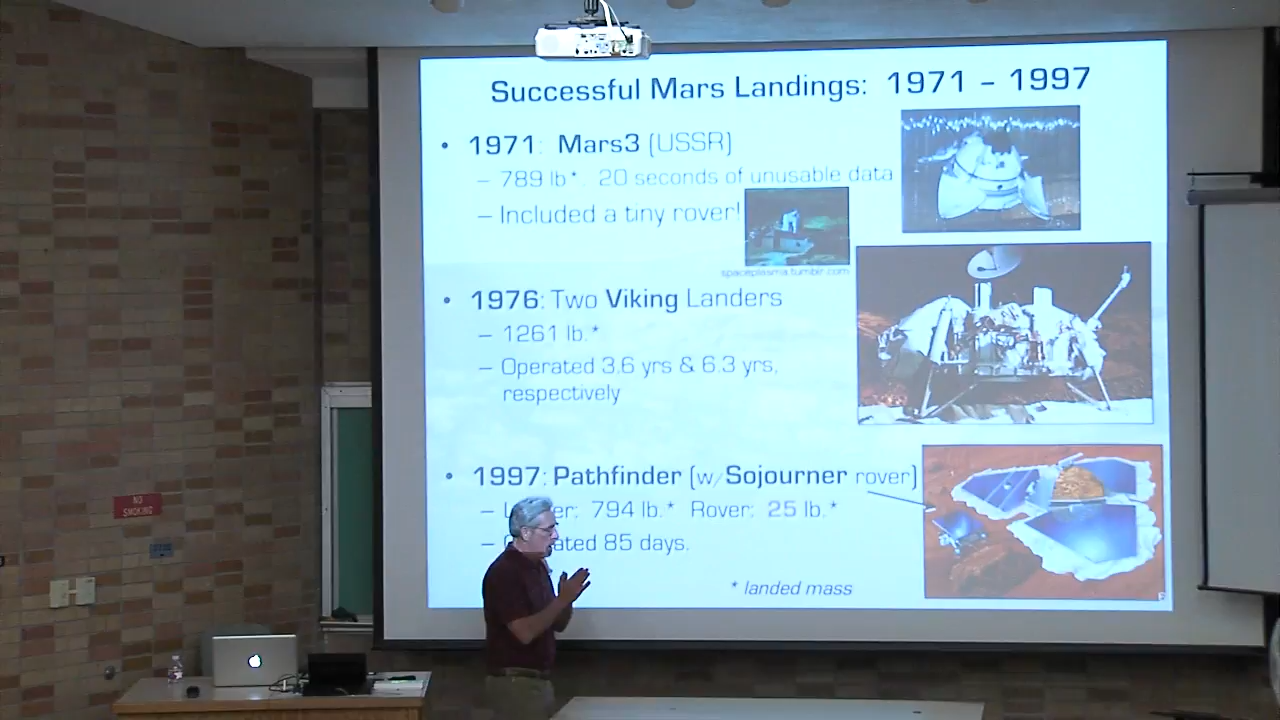 Successful Mars Landings: 1971 – 1997
• 1971: Mars3 (USSR)
– 789 lb*. 20 seconds of unusable data
– Included a tiny rover!
spaceplasma.tumblr.com
• 1976: Two Viking Landers
– 1261 lb.*
– Operated 3.6 yrs & 6.3 yrs,
respectively
• 1997: Pathfinder (w/Sojourner rover)
– 794 lb.* Rover: 25 lb.*
– 85 days.
* landed mass
NO
SMOKING